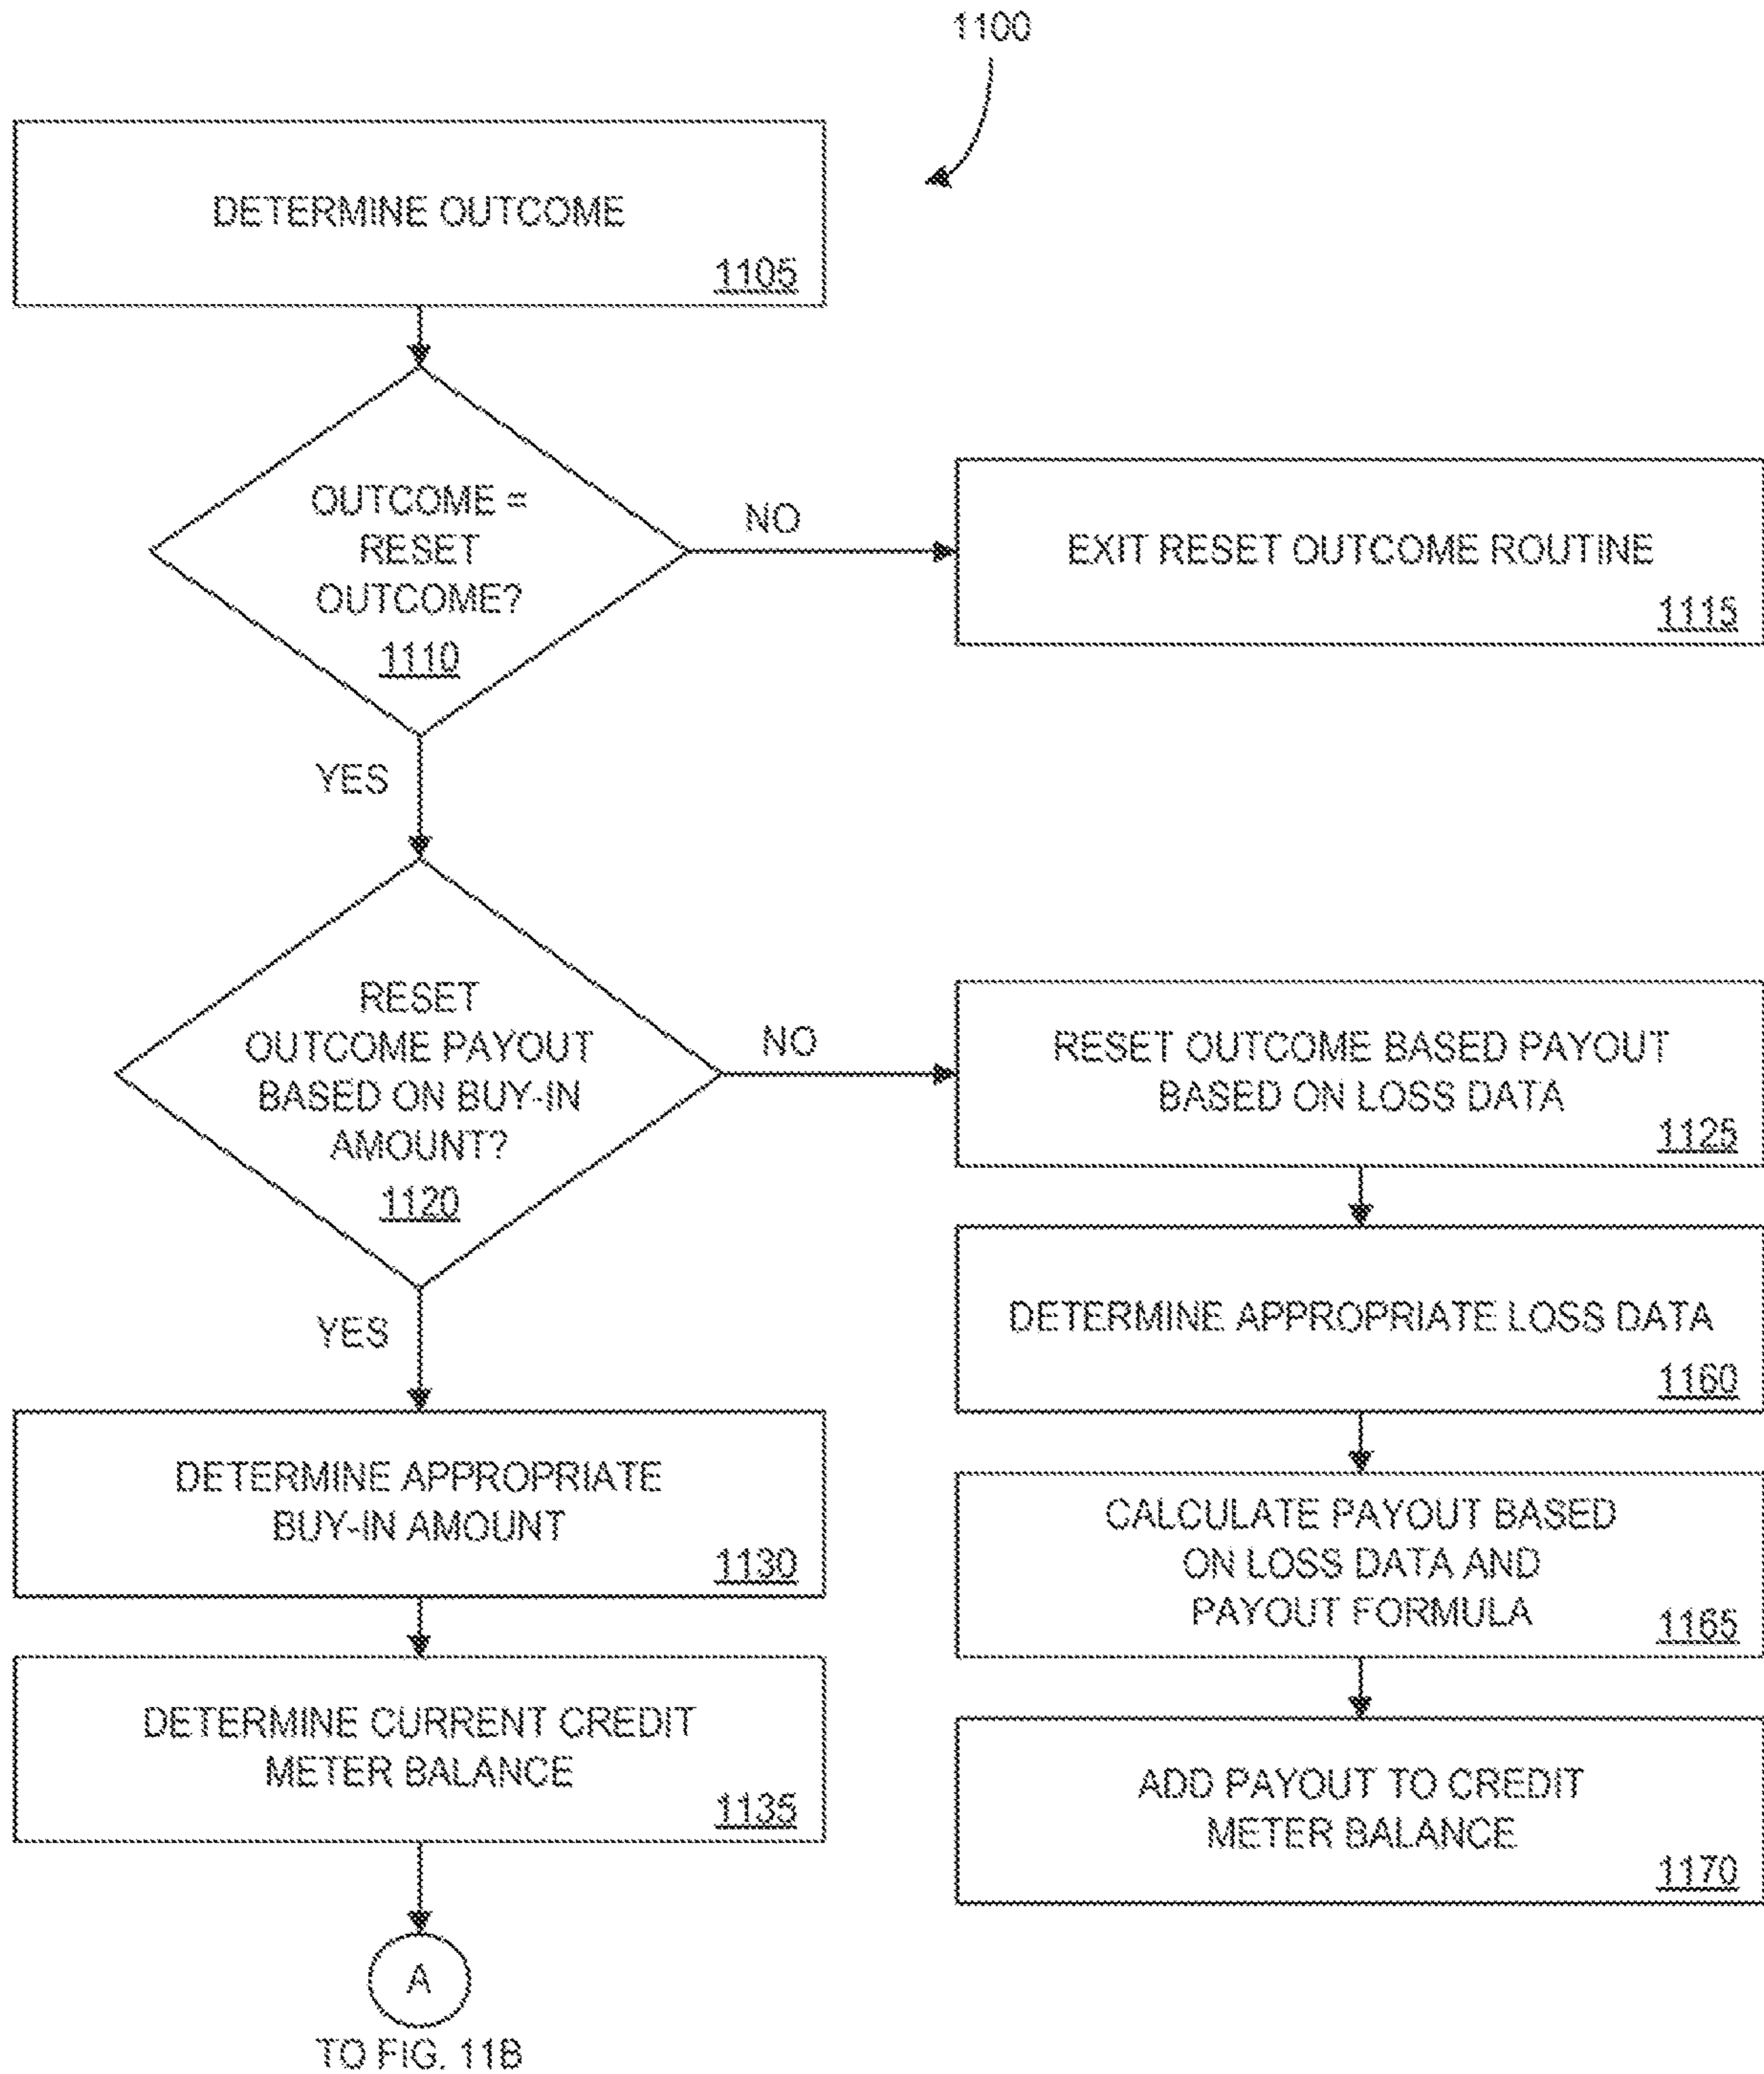 1100
DETERMINE OUTCOME
1105
OUTCOME =
RESET
OUTCOME?
1110
NO
EXIT RESET OUTCOME ROUTINE
1115
YES
RESET
OUTCOME PAYOUT
BASED ON BUY-IN
AMOUNT?
1120
NO
RESET OUTCOME BASED PAYOUT
BASED ON LOSS DATA
1125
DETERMINE APPROPRIATE LOSS DATA
1160
CALCULATE PAYOUT BASED
ON LOSS DATA AND
PAYOUT FORMULA
1165
ADD PAYOUT TO CREDIT
METER BALANCE
1170
YES
DETERMINE APPROPRIATE
BUY-IN AMOUNT
1130
DETERMINE CURRENT CREDIT
METER BALANCE
1135
A
TO FIG. 11B